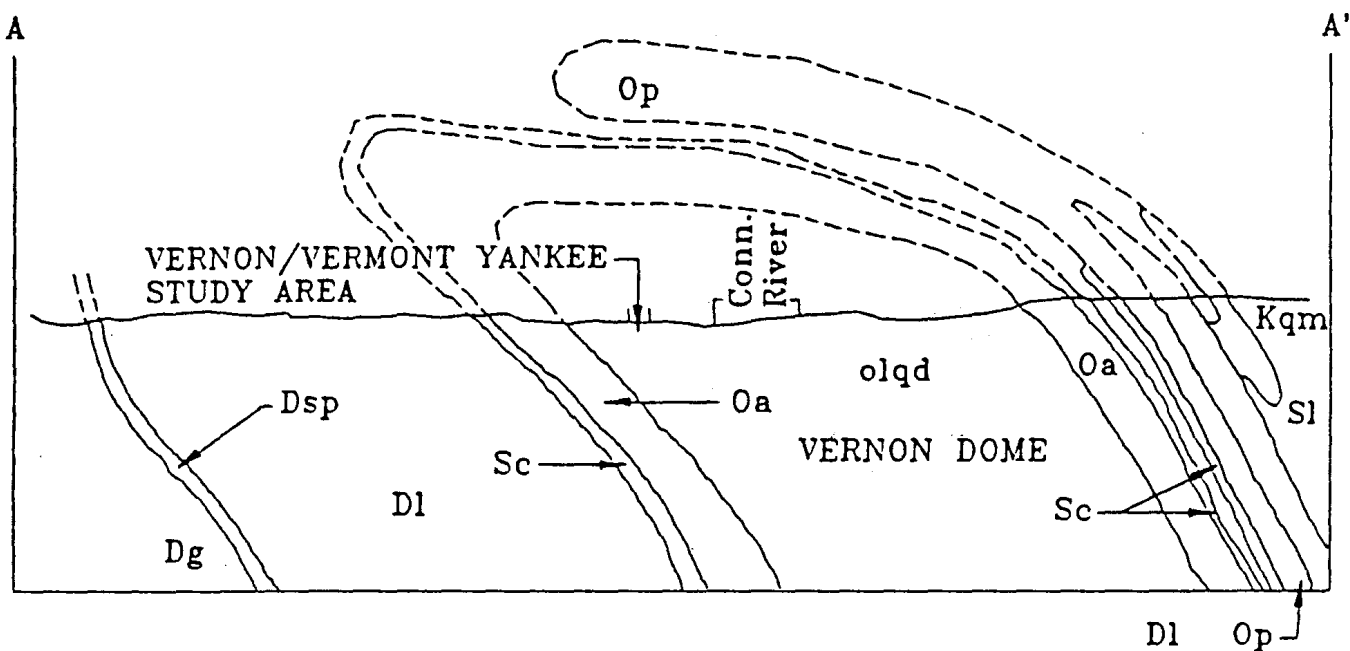 A
A'
Op
Conn.
River
VERNON/VERMONT YANKEE
STUDY AREA
Kqm
olqd
Oa
Dsp
Oa
Sl
VERNON DOME
Sc
Dl
Sc
Dg
Dl
Op